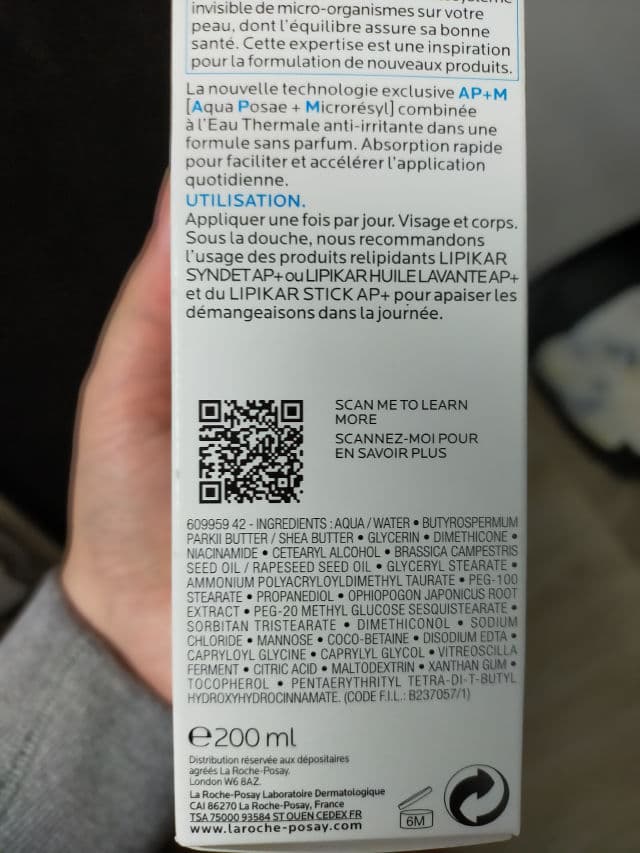 invisible de micro-organismes sur votre
peau, dont l'équilibre assure sa bonne
santé. Cette expertise est une inspiration
pour la formulation de nouveaux produits.
La nouvelle technologie exclusive AP+M
[Aqua Posae + Microrésyl] combinée
à l'Eau Thermale anti-irritante dans une
formule sans parfum. Absorption rapide
pour faciliter et accélérer l'application
quotidienne.
UTILISATION.
Appliquer une fois par jour. Visage et corps.
Sous la douche, nous recommandons
l'usage des produits relipidants LIPIKAR
SYNDET AP+ ou LIPIKAR HUILE LAVANTE AP+
et du LIPIKAR STICK AP+ pour apaiser les
démangeaisons dans la journée.
SCAN ME TO LEARN
MORE
SCANNEZ-MOI POUR
EN SAVOIR PLUS
609959 42 - INGREDIENTS : AQUA / WATER • BUTYROSPERMUM
PARKII BUTTER / SHEA BUTTER • GLYCERIN • DIMETHICONE •
NIACINAMIDE • CETEARYL ALCOHOL • BRASSICA CAMPESTRIS
SEED OIL / RAPESEED SEED OIL • GLYCERYL STEARATE •
AMMONIUM POLYACRYLOYLDIMETHYL TAURATE • PEG-100
STEARATE • PROPANEDIOL • OPHIOPOGON JAPONICUS ROOT
EXTRACT • PEG-20 METHYL GLUCOSE SESQUISTEARATE •
SORBITAN TRISTEARATE • DIMETHICONOL • SODIUM
CHLORIDE • MANNOSE • COCO-BETAINE • DISODIUM EDTA •
CAPRYLOYL GLYCINE • CAPRYLYL GLYCOL • VITREOSCILLA
FERMENT • CITRIC ACID • MALTODEXTRIN • XANTHAN GUM •
TOCOPHEROL • PENTAERYTHRITYL TETRA-DI-T-BUTYL
HYDROXYHYDROCINNAMATE. (CODE F.I.L.: B237057/1)
℮200 ml
Distribution réservée aux dépositaires
agréés La Roche-Posay.
London W6 8AZ.
La Roche-Posay Laboratoire Dermatologique
CAI 86270 La Roche-Posay, France
TSA 75000 93584 ST OUEN CEDEX FR
www.laroche-posay.com
6M